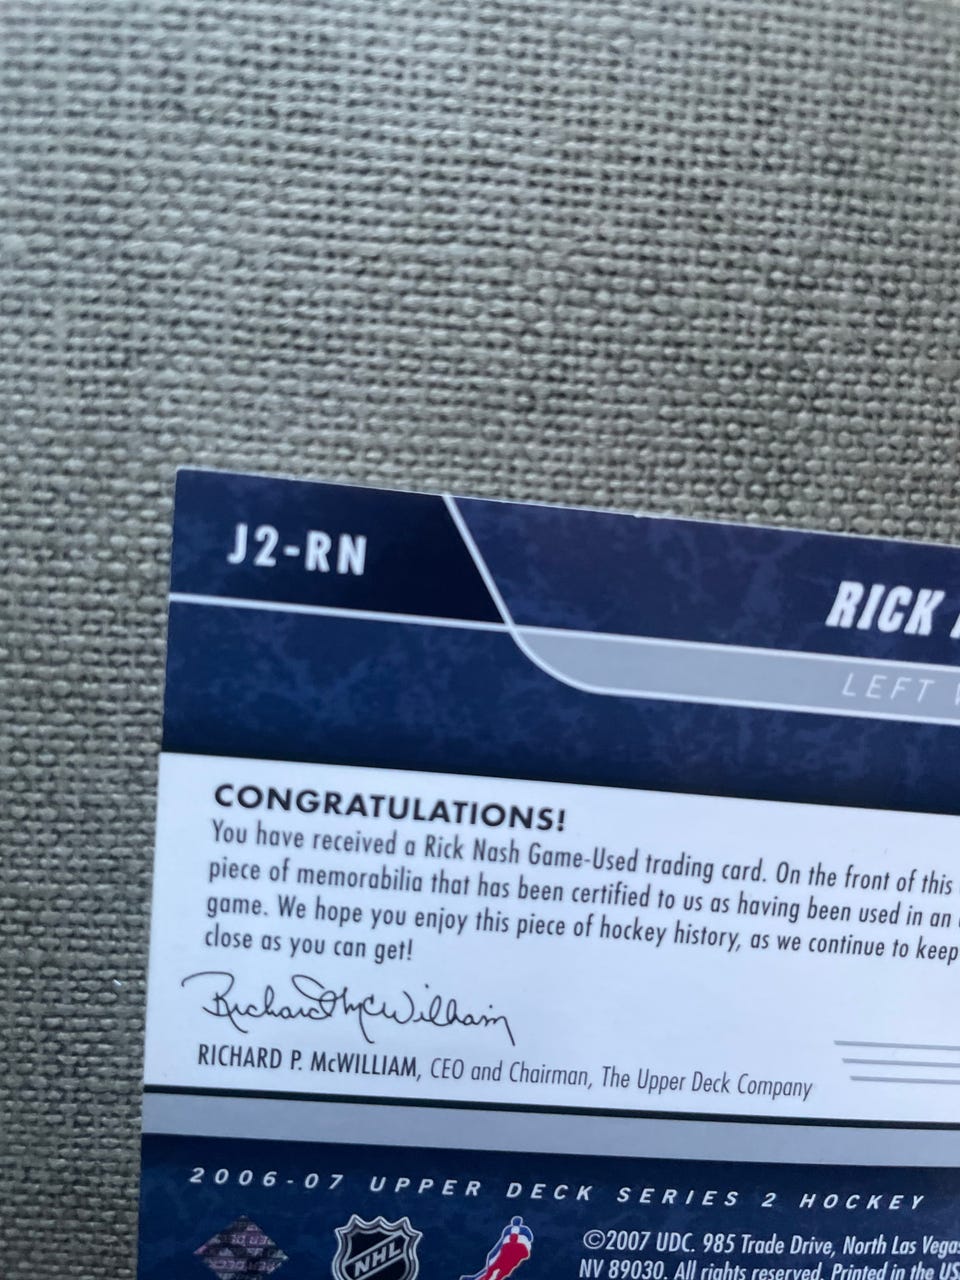 J2-RN
RICK
LEFT
CONGRATULATIONS!
You have received a Rick Nash Game-Used trading card. On the front of this
piece of memorabilia that has been certified to us as having been used in an
game. We hope you enjoy this piece of hockey history, as we continue to keep
close as you can get!
Richard P McWilliam
RICHARD P. McWILLIAM, CEO and Chairman, The Upper Deck Company
2006-07 UPPER DECK SERIES 2 HOCKEY
NHL
©2007 UDC. 985 Trade Drive, North Las Vegas
NV 89030. All rights reserved. Printed in the US